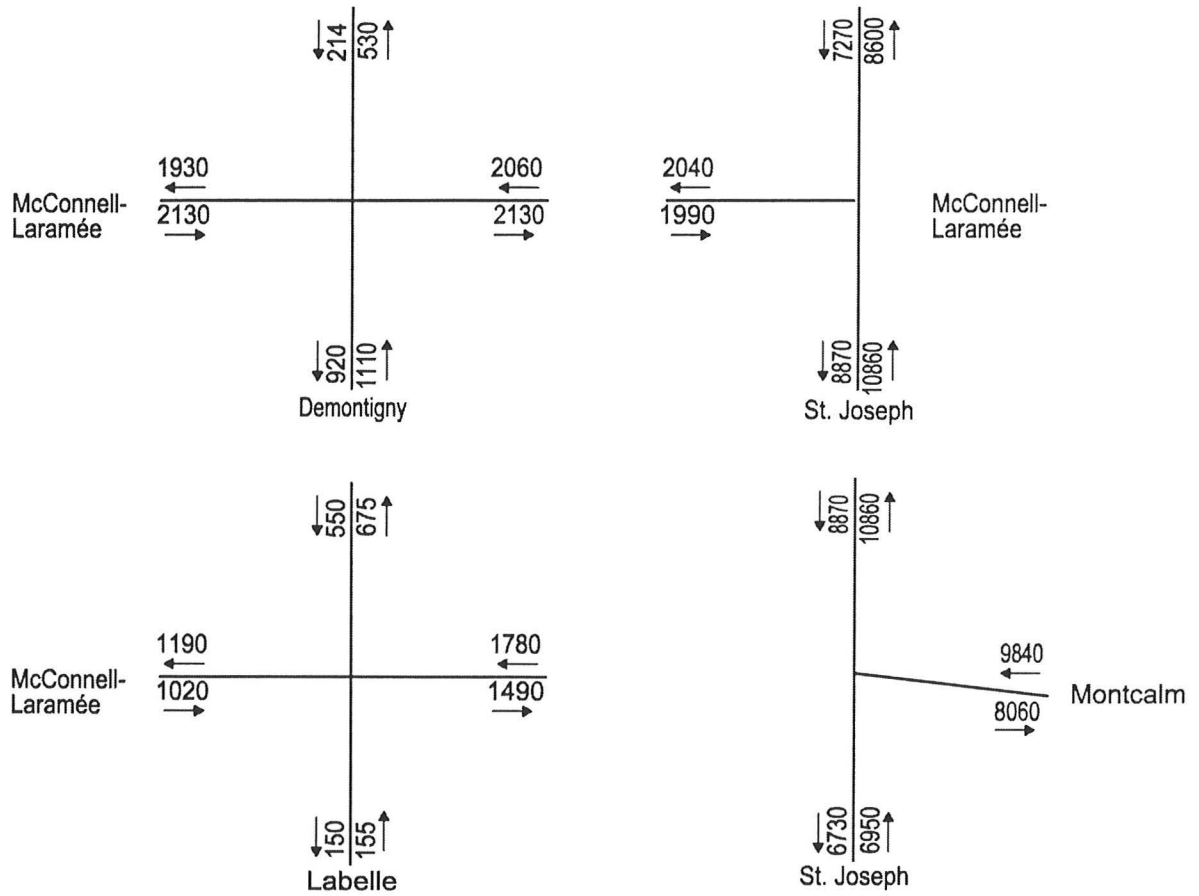 214
530
1930
2060
McConnell-
Laramée
2130
2130
920
1110
Demontigny
7270
8600
2040
McConnell-
Laramée
1990
8870
10860
St. Joseph
550
675
1190
1780
McConnell-
Laramée
1020
1490
150
155
Labelle
8870
10860
9840
Montcalm
8060
6730
6950
St. Joseph